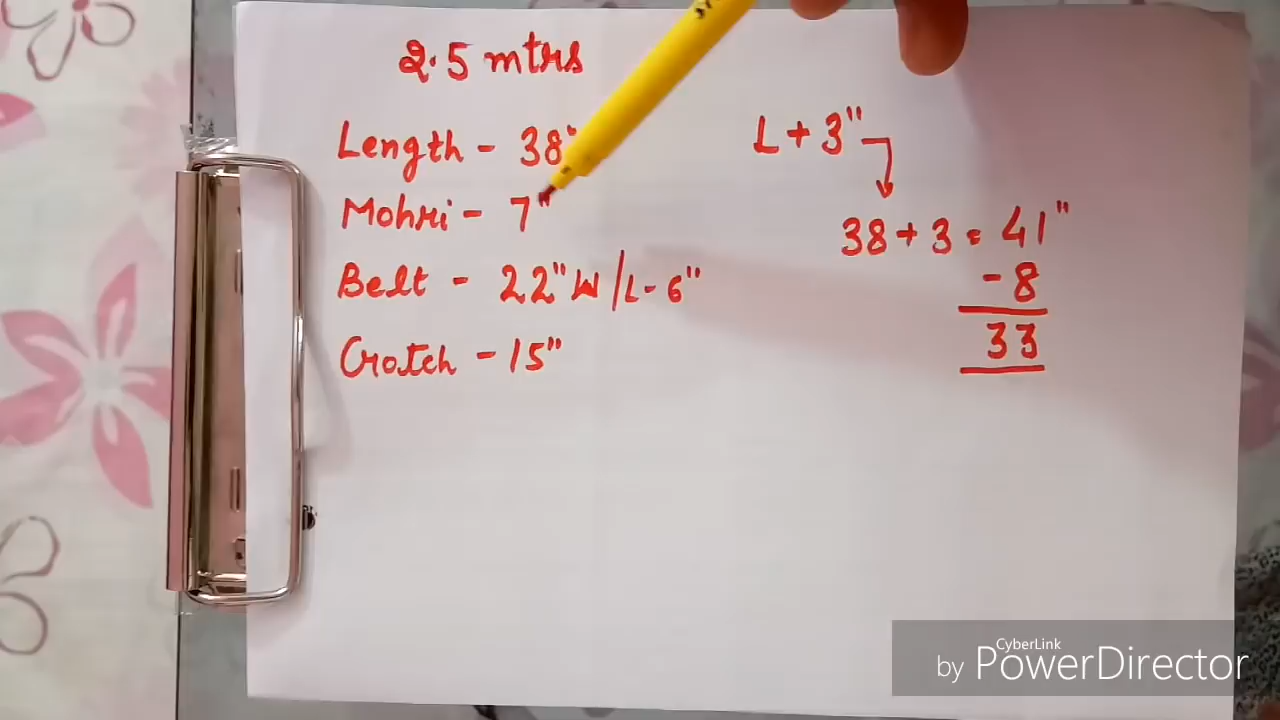 2.5 mtrs
Length - 38"
Mohri - 7"
Belt - 22" W/L-6"
Crotch - 15"
L + 3"
38 + 3 = 41"
- 8
33
CyberLink
by PowerDirector